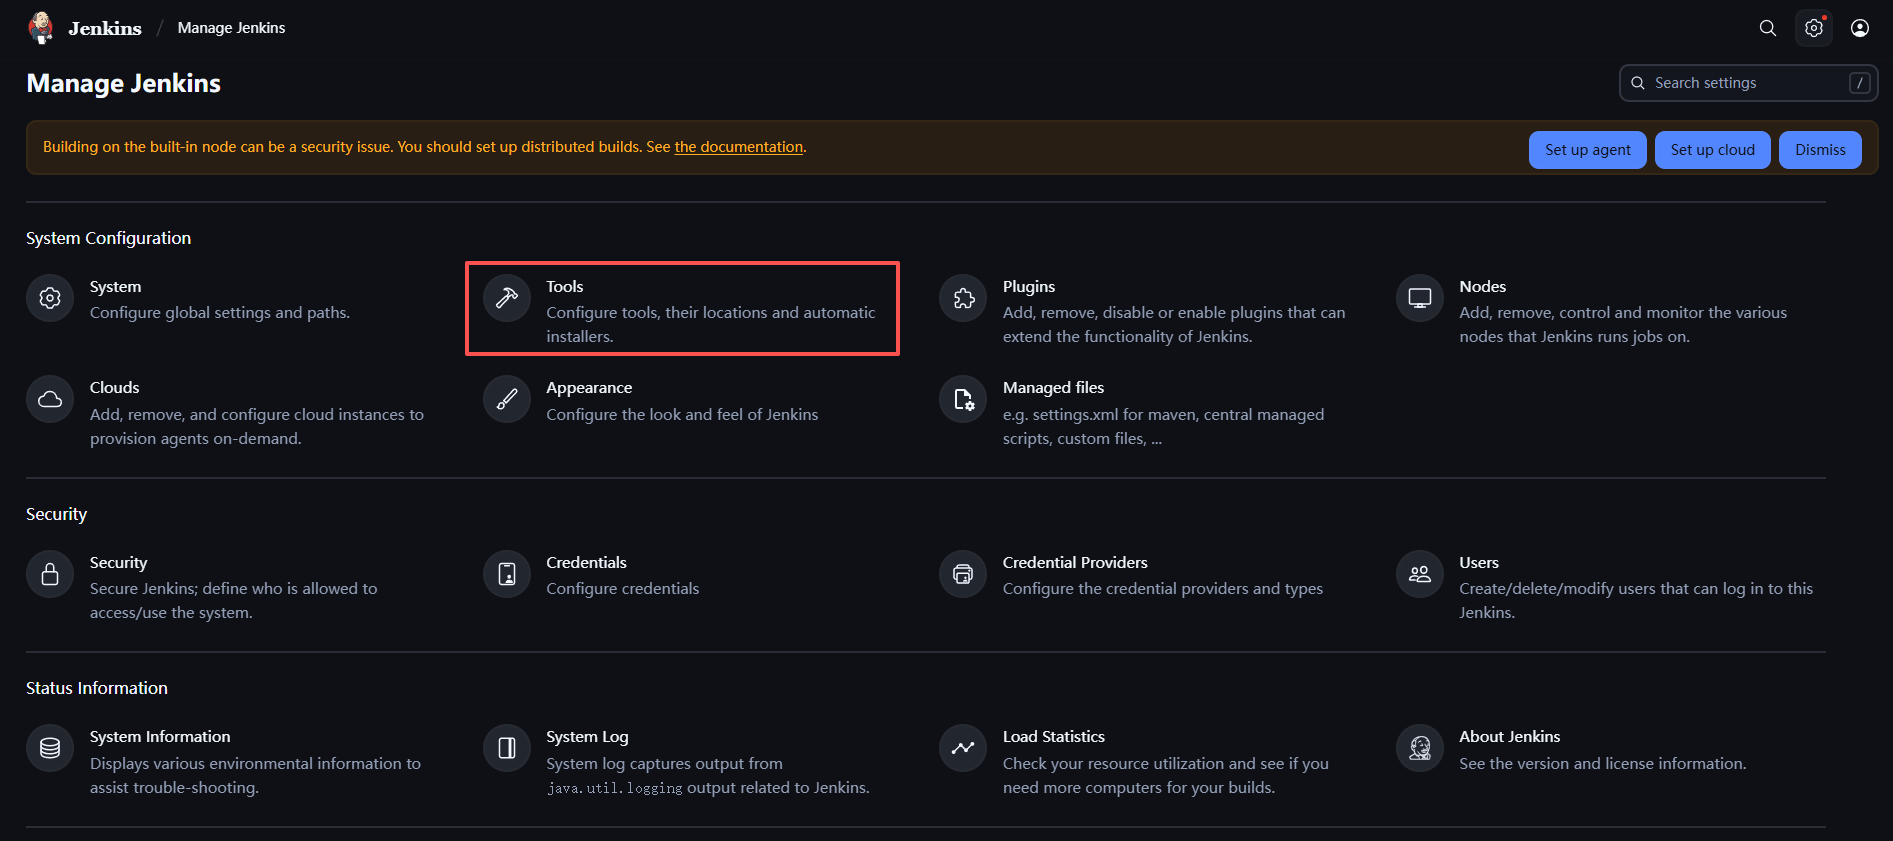 Jenkins / Manage Jenkins
Manage Jenkins
Search settings /
Building on the built-in node can be a security issue. You should set up distributed builds. See the documentation.
Set up agent
Set up cloud
Dismiss
System Configuration
System
Configure global settings and paths.
Tools
Configure tools, their locations and automatic
installers.
Plugins
Add, remove, disable or enable plugins that can
extend the functionality of Jenkins.
Nodes
Add, remove, control and monitor the various
nodes that Jenkins runs jobs on.
Clouds
Add, remove, and configure cloud instances to
provision agents on-demand.
Appearance
Configure the look and feel of Jenkins
Managed files
e.g. settings.xml for maven, central managed
scripts, custom files, ...
Security
Security
Secure Jenkins; define who is allowed to
access/use the system.
Credentials
Configure credentials
Credential Providers
Configure the credential providers and types
Users
Create/delete/modify users that can log in to this
Jenkins.
Status Information
System Information
Displays various environmental information to
assist trouble-shooting.
System Log
System log captures output from
java.util.logging output related to Jenkins.
Load Statistics
Check your resource utilization and see if you
need more computers for your builds.
About Jenkins
See the version and license information.